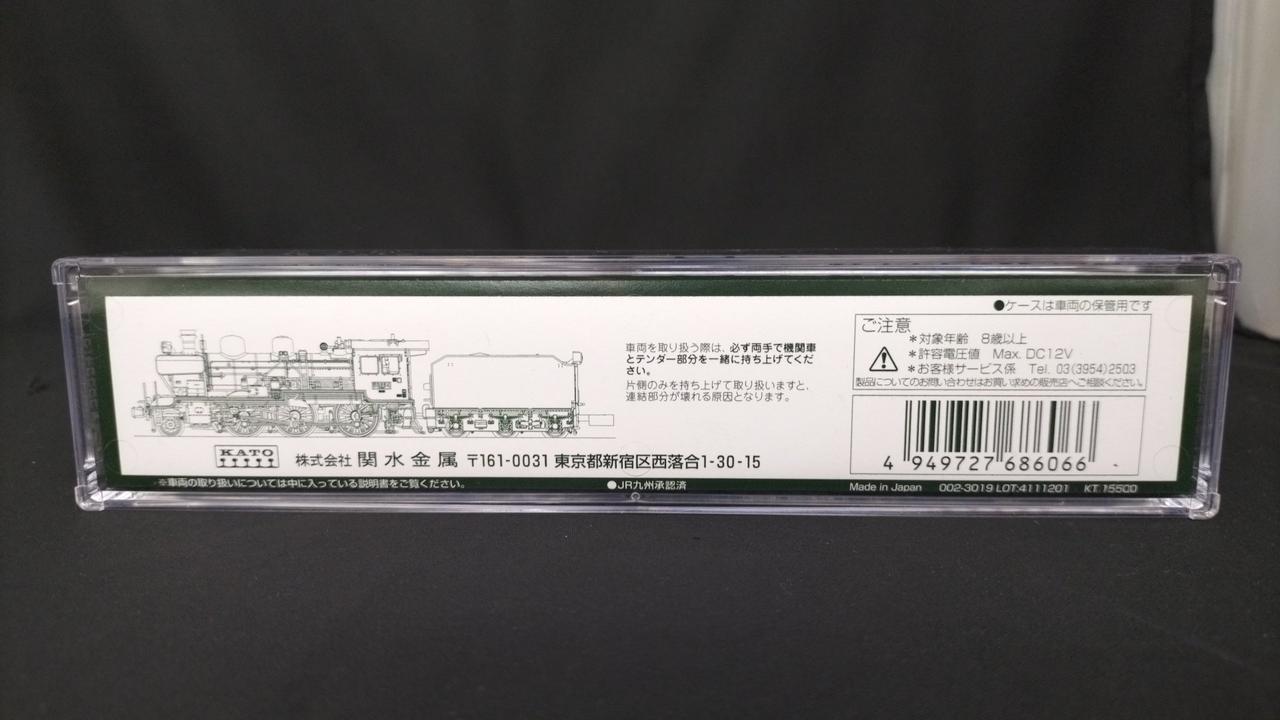 ●ケースは車両の保管用です
ご注意
＊対象年齢 8歳以上
＊許容電圧値 Max. DC12V
＊お客様サービス係 Tel. 03(3954)2503
製品についてのお問い合わせはお買い求めの販売店へご相談ください。
車両を取り扱う際は、必ず両手で機関車
とテンダー部分を一緒に持ち上げてくだ
さい。
片側のみを持ち上げて取り扱いますと、
連結部分が壊れる原因となります。
KATO 株式会社 関水金属 〒161-0031 東京都新宿区西落合1-30-15
4 949727 686066
※車両の取り扱いについては中に入っている説明書をご覧ください。
●JR九州承認済
Made in Japan 002-3019 LOT:4111201 KT 15500